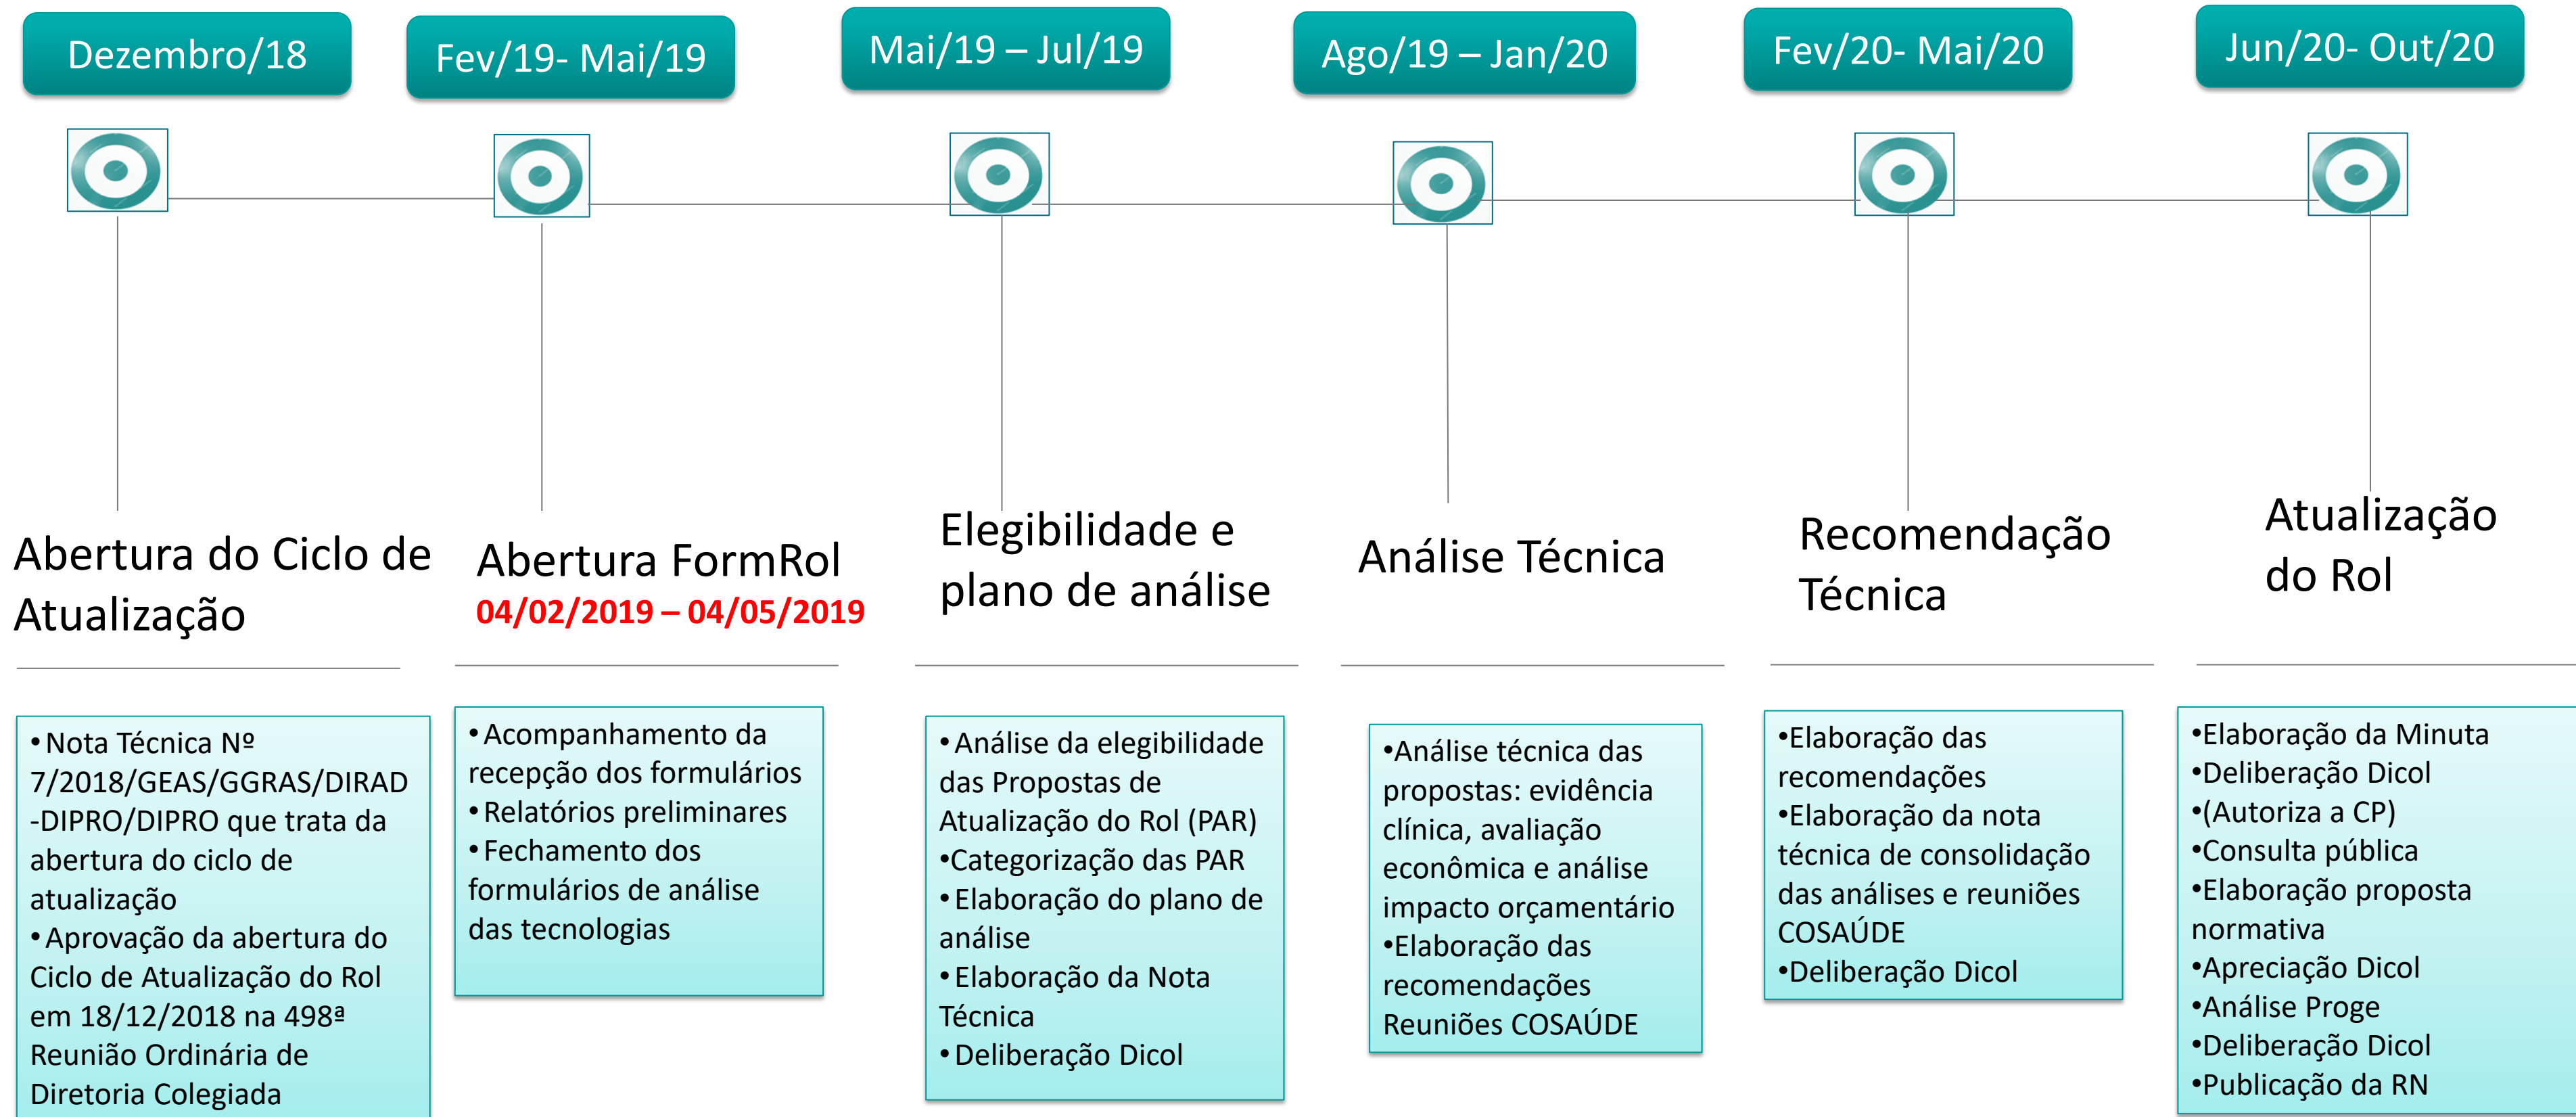 Dezembro/18
Fev/19- Mai/19
Mai/19 – Jul/19
Ago/19 – Jan/20
Fev/20- Mai/20
Jun/20- Out/20
Abertura do Ciclo de
Atualização
Abertura FormRol
04/02/2019 – 04/05/2019
Elegibilidade e
plano de análise
Análise Técnica
Recomendação
Técnica
Atualização
do Rol
•Nota Técnica Nº
7/2018/GEAS/GGRAS/DIRAD
-DIPRO/DIPRO que trata da
abertura do ciclo de
atualização
•Aprovação da abertura do
Ciclo de Atualização do Rol
em 18/12/2018 na 498ª
Reunião Ordinária de
Diretoria Colegiada
•Acompanhamento da
recepção dos formulários
•Relatórios preliminares
•Fechamento dos
formulários de análise
das tecnologias
•Análise da elegibilidade
das Propostas de
Atualização do Rol (PAR)
•Categorização das PAR
•Elaboração do plano de
análise
•Elaboração da Nota
Técnica
•Deliberação Dicol
•Análise técnica das
propostas: evidência
clínica, avaliação
econômica e análise
impacto orçamentário
•Elaboração das
recomendações
Reuniões COSAÚDE
•Elaboração das
recomendações
•Elaboração da nota
técnica de consolidação
das análises e reuniões
COSAÚDE
•Deliberação Dicol
•Elaboração da Minuta
•Deliberação Dicol
•(Autoriza a CP)
•Consulta pública
•Elaboração proposta
normativa
•Apreciação Dicol
•Análise Proge
•Deliberação Dicol
•Publicação da RN